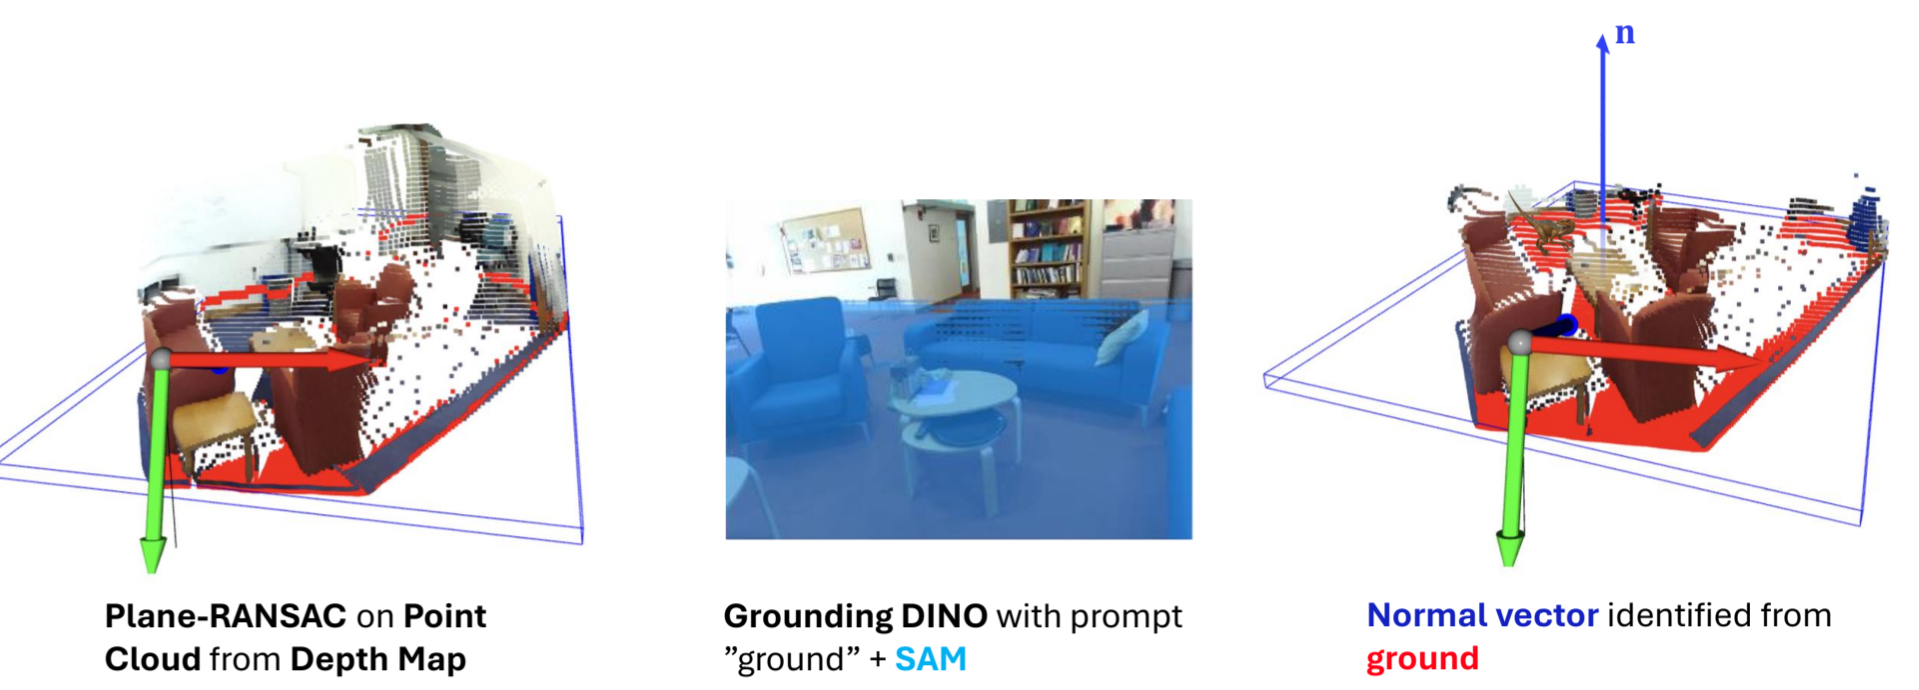 n
Plane-RANSAC on Point
Cloud from Depth Map
Grounding DINO with prompt
”ground” + SAM
Normal vector identified from
ground